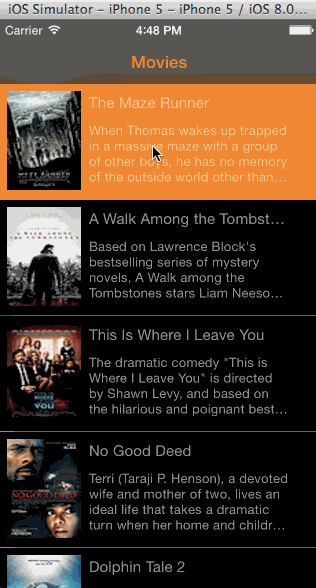 iOS Simulator - iPhone 5 - iPhone 5 / iOS 8.0...
Carrier 4:48 PM
Movies
The Maze Runner
When Thomas wakes up trapped
in a massive maze with a group
of other boys, he has no memory
of the outside world other than...
THE MAZE RUNNER
A Walk Among the Tombst...
Based on Lawrence Block's
bestselling series of mystery
novels, A Walk among the
Tombstones stars Liam Neeso...
This Is Where I Leave You
The dramatic comedy "This is
Where I Leave You" is directed
by Shawn Levy, and based on
the hilarious and poignant best...
No Good Deed
Terri (Taraji P. Henson), a devoted
wife and mother of two, lives an
ideal life that takes a dramatic
turn when her home and childr...
NO GOOD DEED
Dolphin Tale 2